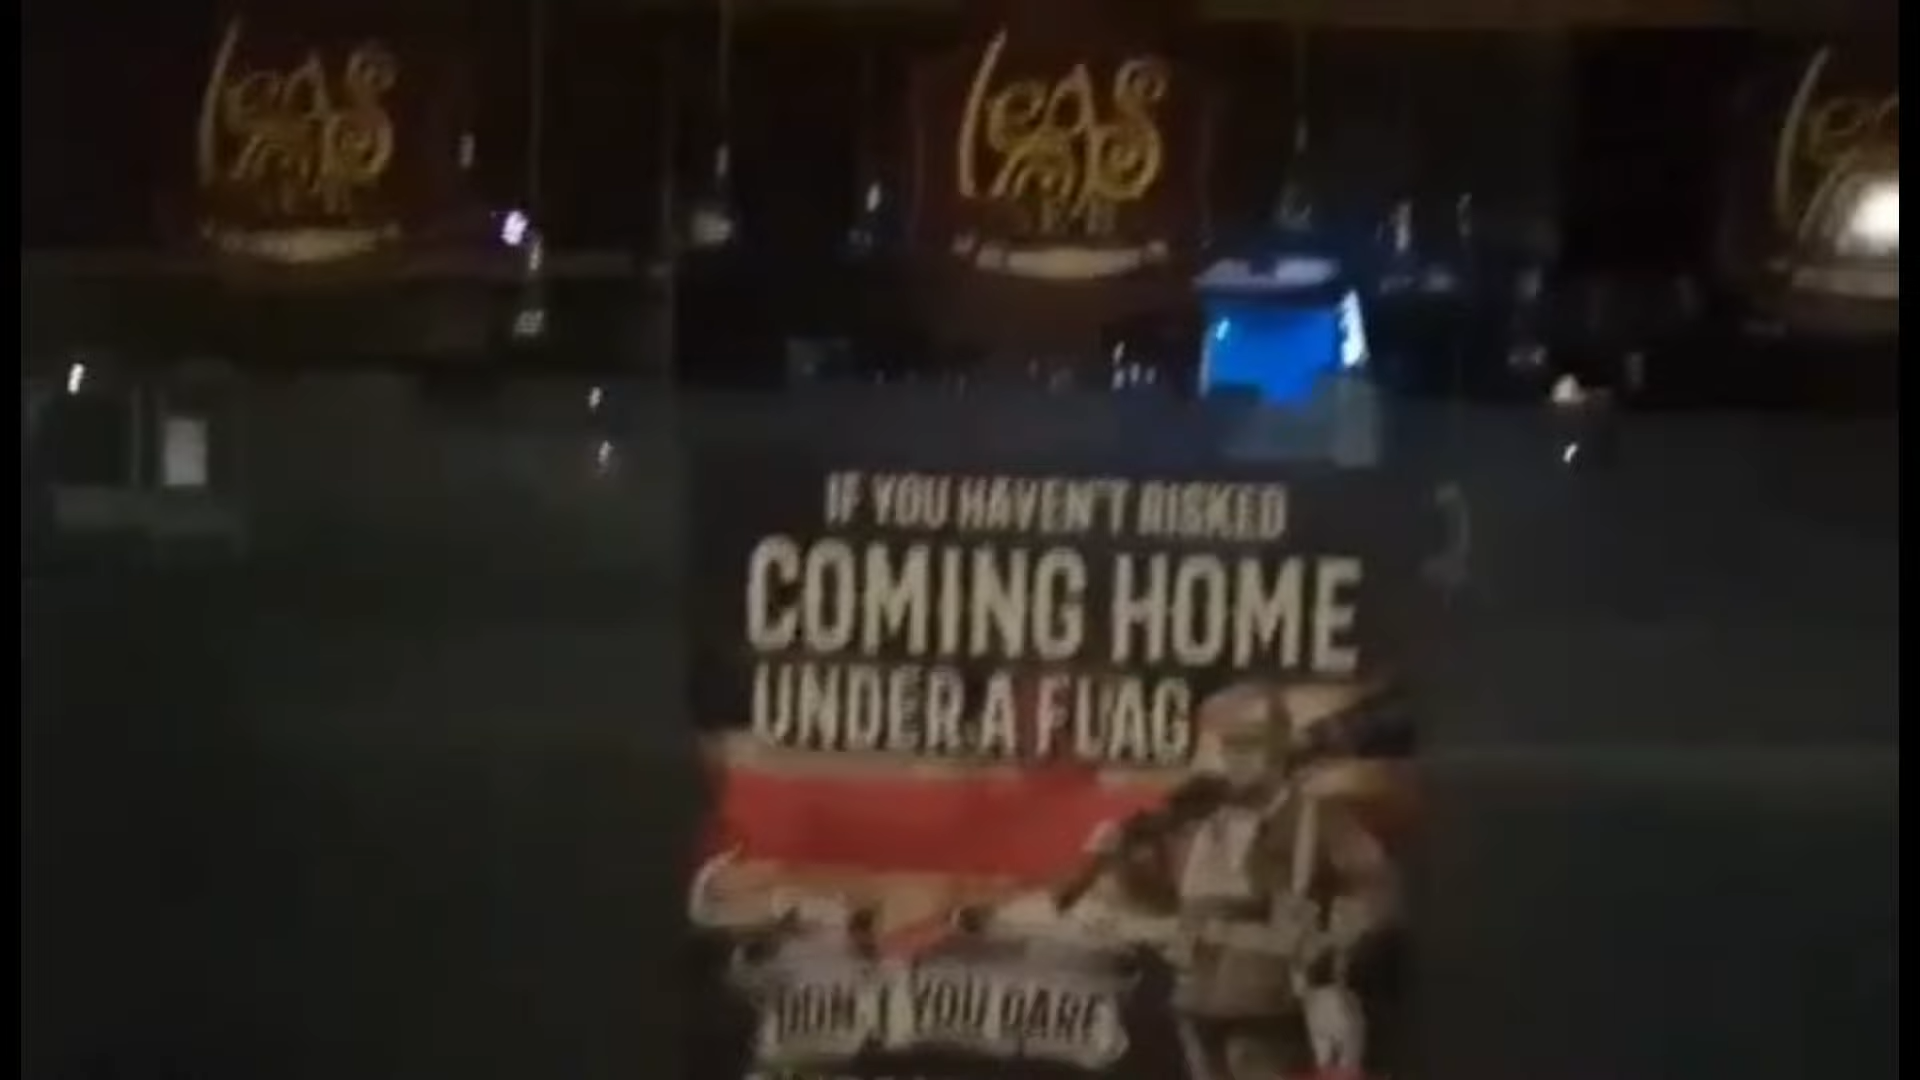 IF YOU HAVEN'T RISKED
COMING HOME
UNDER A FLAG
DON'T YOU DARE